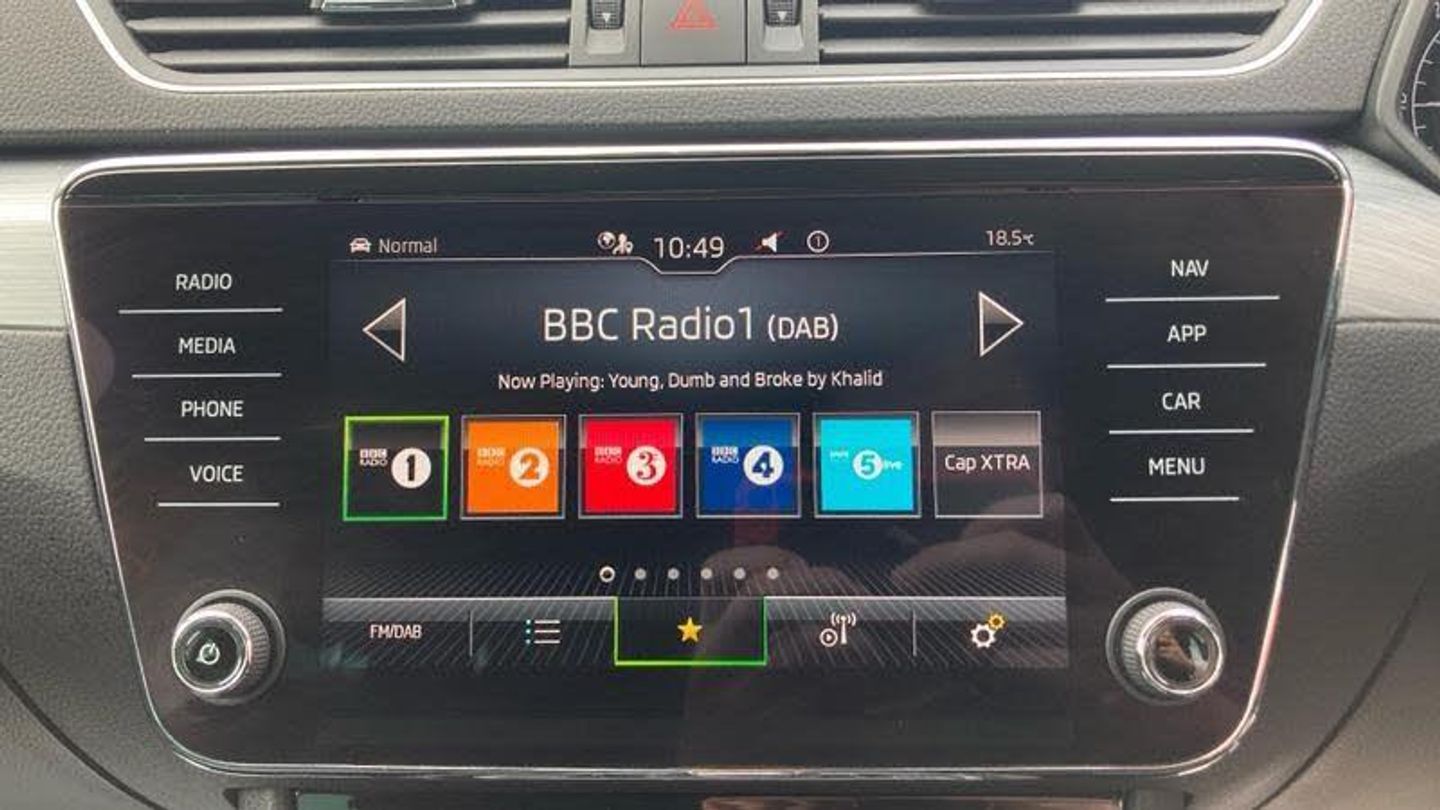 Normal
10:49
1
18.5°C
RADIO
MEDIA
PHONE
VOICE
NAV
APP
CAR
MENU
BBC Radio1 (DAB)
Now Playing: Young, Dumb and Broke by Khalid
BBC RADIO 1
BBC RADIO 2
BBC RADIO 3
BBC RADIO 4
5 live
Cap XTRA
FM/DAB